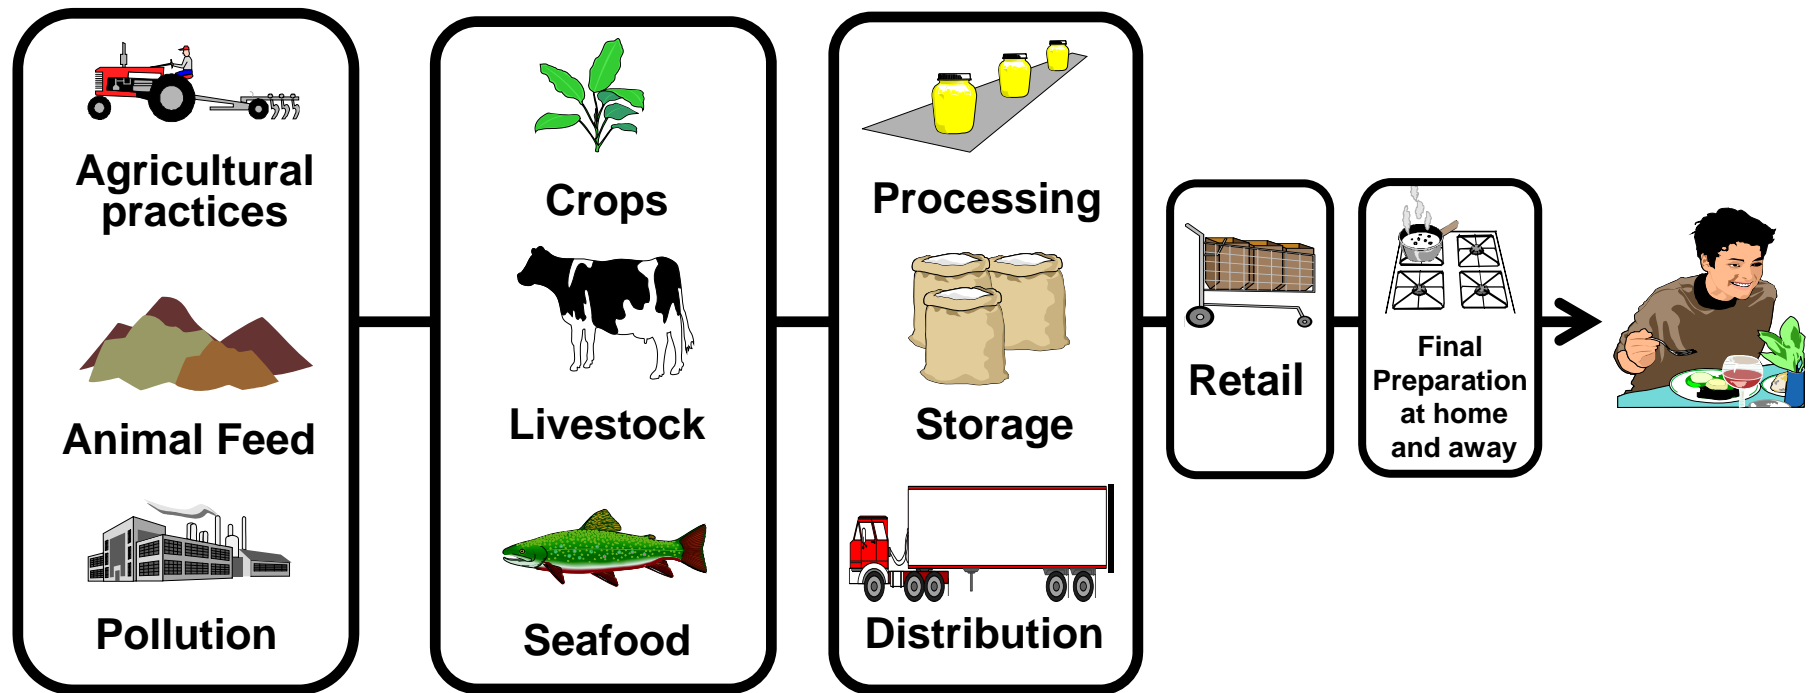 Agricultural
practices
Animal Feed
Pollution
Crops
Livestock
Seafood
Processing
Storage
Distribution
Retail
Final
Preparation
at home
and away